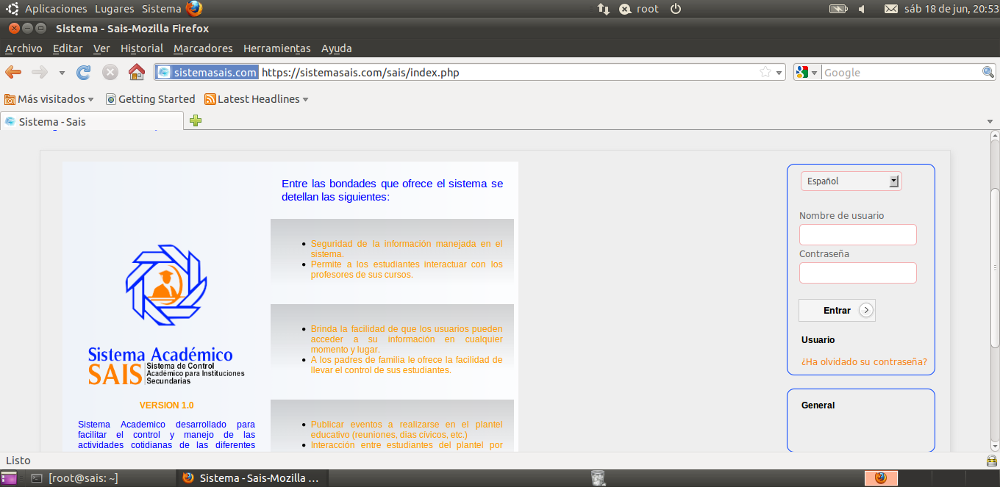 Aplicaciones Lugares Sistema root sáb 18 de jun, 20:53
Sistema - Sais-Mozilla Firefox
Archivo Editar Ver Historial Marcadores Herramientas Ayuda
sistemasais.com https://sistemasais.com/sais/index.php Google
Más visitados Getting Started Latest Headlines
Sistema - Sais
Entre las bondades que ofrece el sistema se
detellan las siguientes:
Seguridad de la información manejada en el
sistema.
Permite a los estudiantes interactuar con los
profesores de sus cursos.
Brinda la facilidad de que los usuarios pueden
acceder a su información en cualquier
momento y lugar.
A los padres de familia le ofrece la facilidad de
llevar el control de sus estudiantes.
Publicar eventos a realizarse en el plantel
educativo (reuniones, dias cívicos, etc.)
Interacción entre estudiantes del plantel por
Sistema Académico
SAIS
Sistema de Control
Académico para Instituciones
Secundarias
VERSION 1.0
Sistema Academico desarrollado para
facilitar el control y manejo de las
actividades cotidianas de las diferentes
Español
Nombre de usuario
Contraseña
Entrar
Usuario
¿Ha olvidado su contraseña?
General
Listo
[root@sais: ~] Sistema - Sais-Mozilla ...